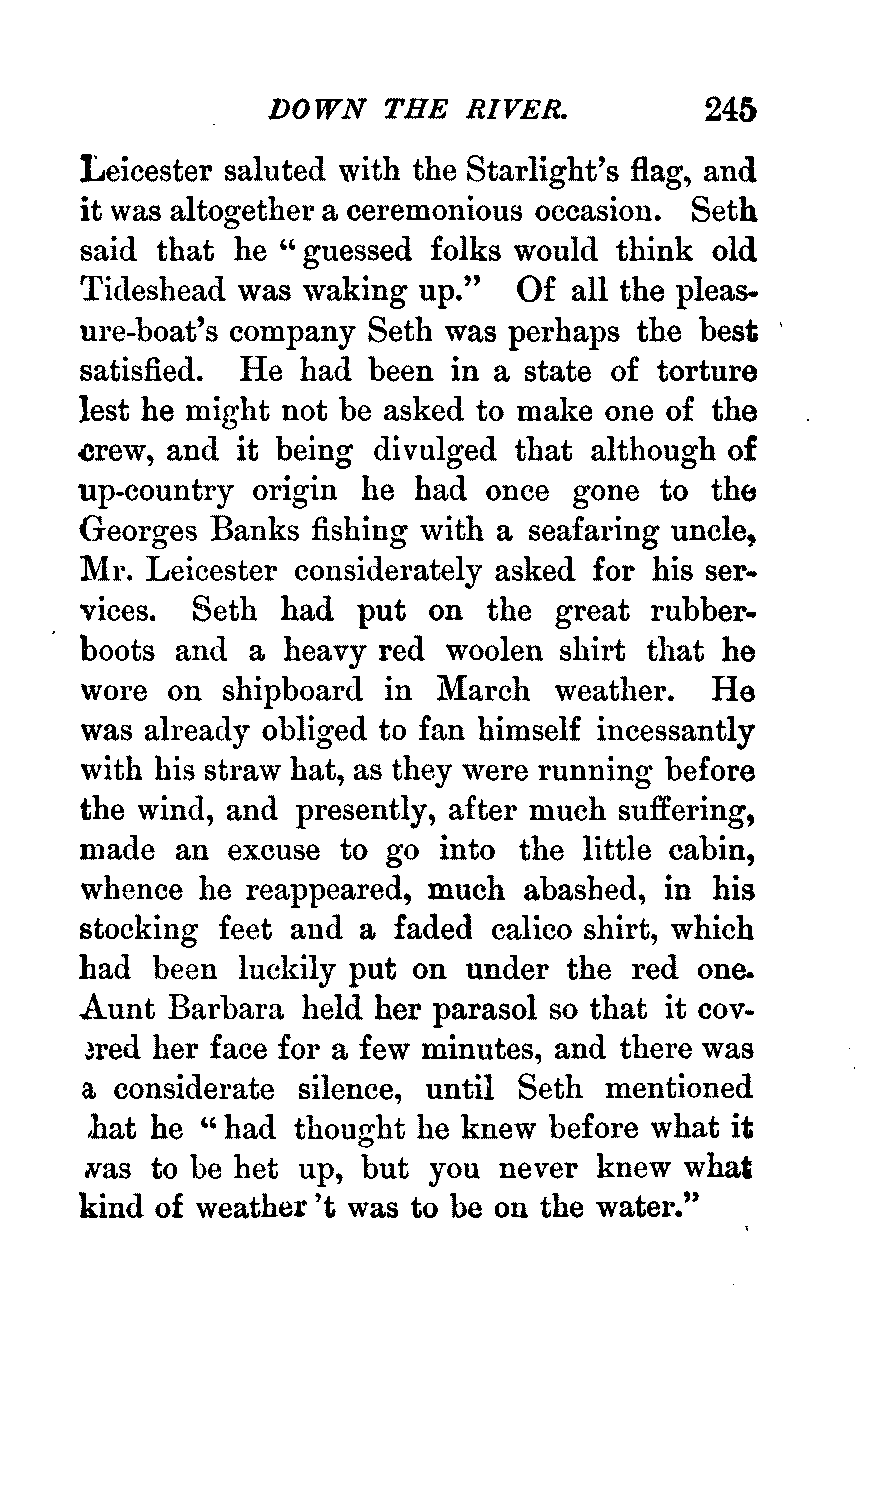 DOWN THE RIVER. 245
Leicester saluted with the Starlight's flag, and
it was altogether a ceremonious occasion. Seth
said that he "guessed folks would think old
Tideshead was waking up." Of all the pleas-
ure-boat's company Seth was perhaps the best
satisfied. He had been in a state of torture
lest he might not be asked to make one of the
crew, and it being divulged that although of
up-country origin he had once gone to the
Georges Banks fishing with a seafaring uncle,
Mr. Leicester considerately asked for his ser-
vices. Seth had put on the great rubber-
boots and a heavy red woolen shirt that he
wore on shipboard in March weather. He
was already obliged to fan himself incessantly
with his straw hat, as they were running before
the wind, and presently, after much suffering,
made an excuse to go into the little cabin,
whence he reappeared, much abashed, in his
stocking feet and a faded calico shirt, which
had been luckily put on under the red one.
Aunt Barbara held her parasol so that it cov-
ered her face for a few minutes, and there was
a considerate silence, until Seth mentioned
that he "had thought he knew before what it
was to be het up, but you never knew what
kind of weather 't was to be on the water."